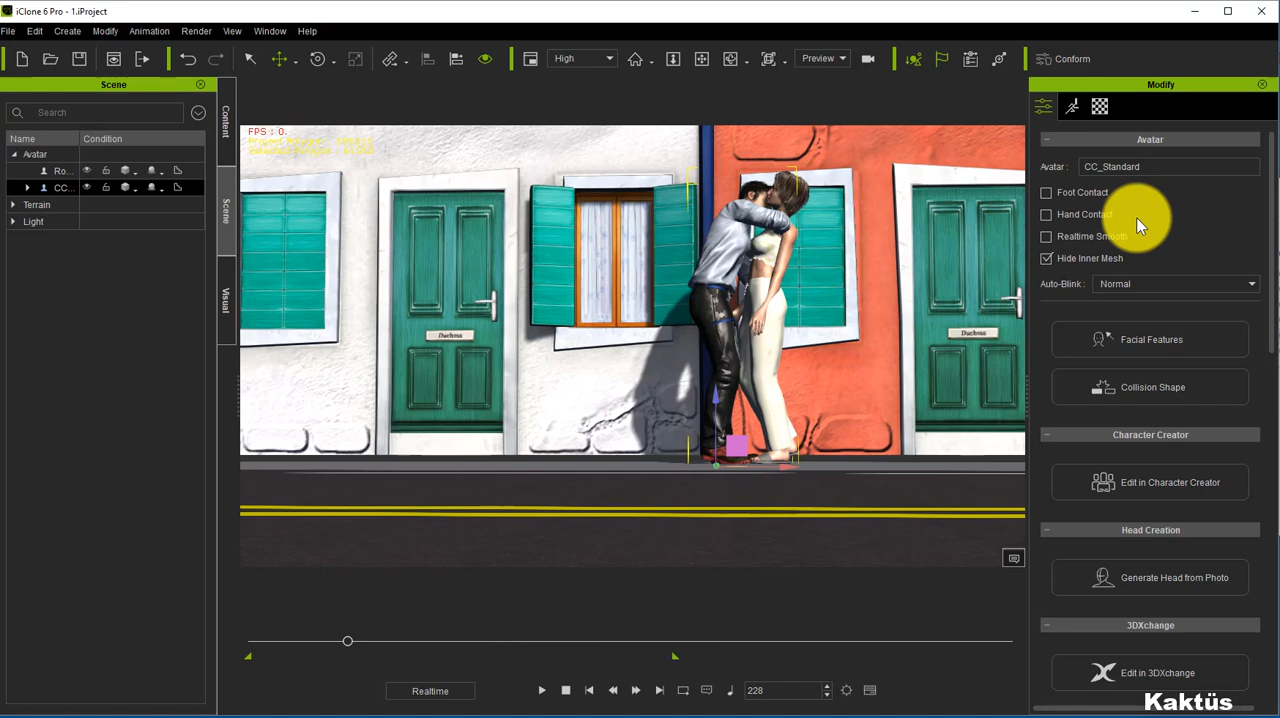 iClone 6 Pro - 1.iProject
File Edit Create Modify Animation Render View Window Help
High
Preview
Conform
Scene
Search
Name Condition
Avatar
Ro...
CC...
Terrain
Light
Content
Scene
Visual
FPS : 0.
Duchess
Duchess
Realtime
228
Modify
Avatar
Avatar : CC_Standard
Foot Contact
Hand Contact
Realtime Smooth
Hide Inner Mesh
Auto-Blink : Normal
Facial Features
Collision Shape
Character Creator
Edit in Character Creator
Head Creation
Generate Head from Photo
3DXchange
Edit in 3DXchange
Kaktüs